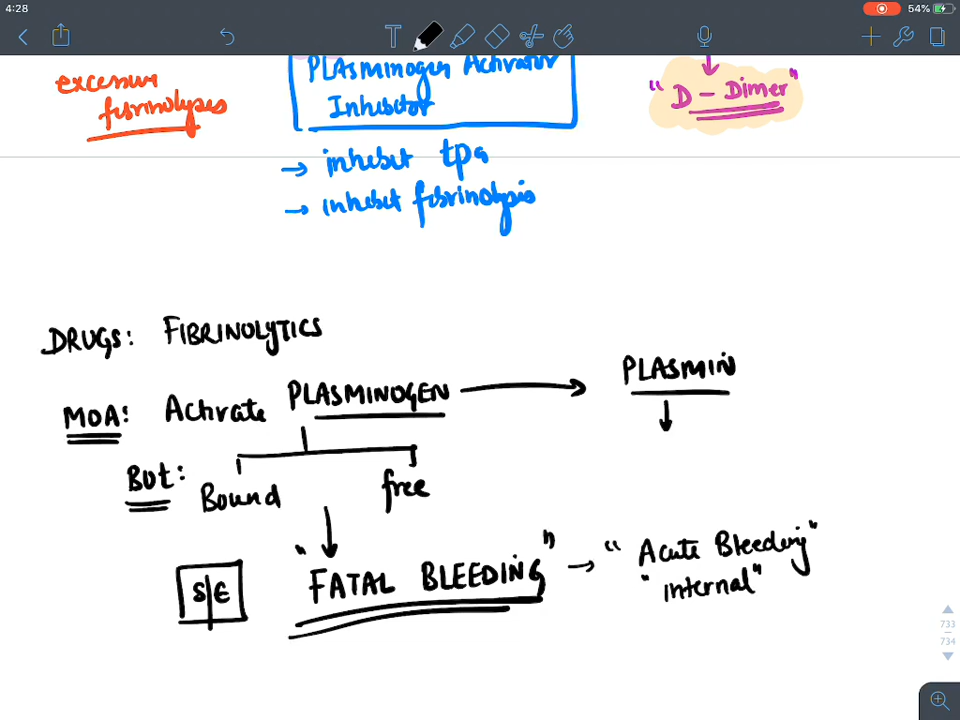 4:28
54%
T
excessive
fibrinolyses
PLAsminogen Activator
Inhibitor
→ inhibit tpa
→ inhibit fibrinolysis
"D-Dimer"
DRUGS: FIBRINOLYTICS
MOA: Activate PLASMINOGEN → PLASMIN
But: Bound free
S|E "FATAL BLEEDING" → "Acute Bleeding"
"internal"
733
734